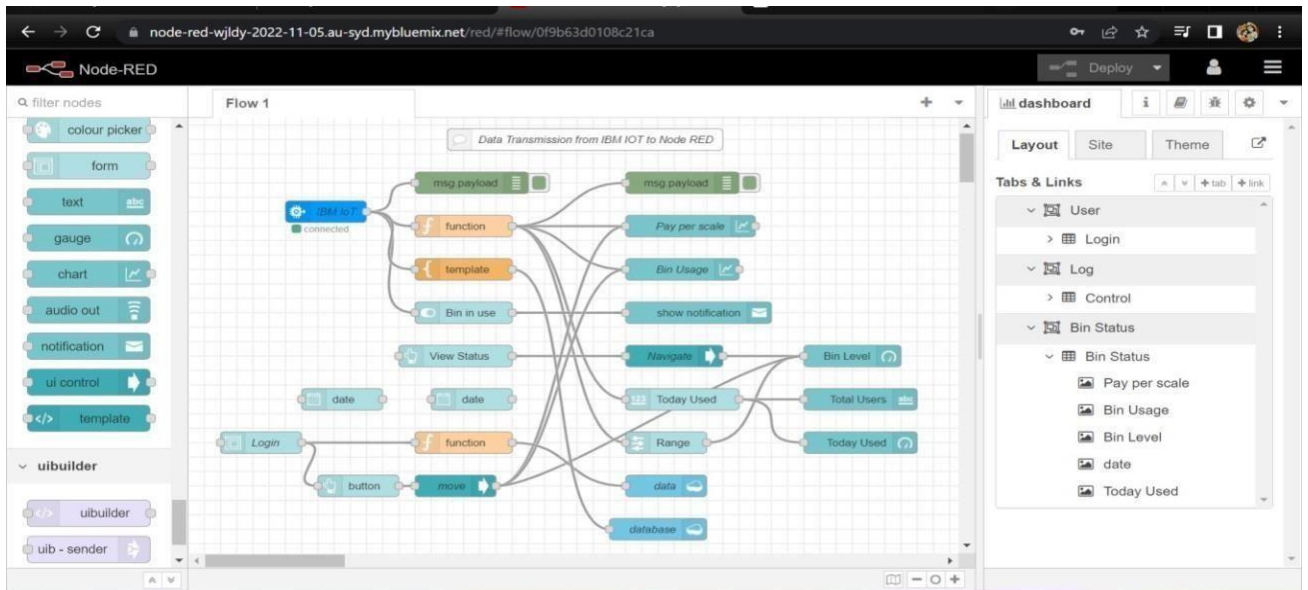 node-red-wjldy-2022-11-05.au-syd.mybluemix.net/red/#flow/0f9b63d0108c21ca
Node-RED
Deploy
filter nodes
colour picker
form
text
abc
gauge
chart
audio out
notification
ui control
template
uibuilder
uibuilder
uib - sender
Flow 1
Data Transmission from IBM IOT to Node RED
msg.payload
msg.payload
IBM IoT
connected
function
Pay per scale
template
Bin Usage
Bin in use
show notification
View Status
Navigate
Bin Level
date
date
123
Today Used
Total Users
abc
Login
function
Range
Today Used
button
move
data
database
dashboard
i
Layout
Site
Theme
Tabs & Links
+ tab
+ link
User
Login
Log
Control
Bin Status
Bin Status
Pay per scale
Bin Usage
Bin Level
date
Today Used